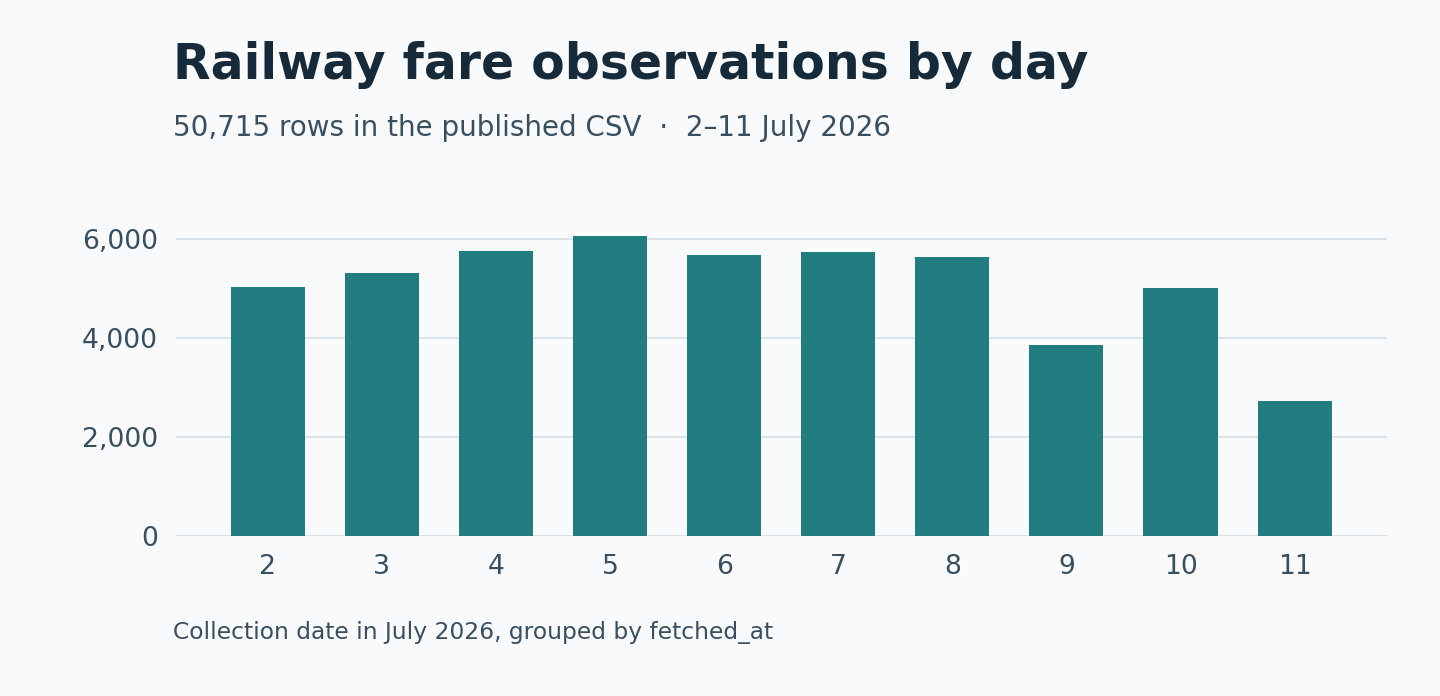 Railway fare observations by day
50,715 rows in the published CSV · 2–11 July 2026
6,000
4,000
2,000
0
2 3 4 5 6 7 8 9 10 11
Collection date in July 2026, grouped by fetched_at